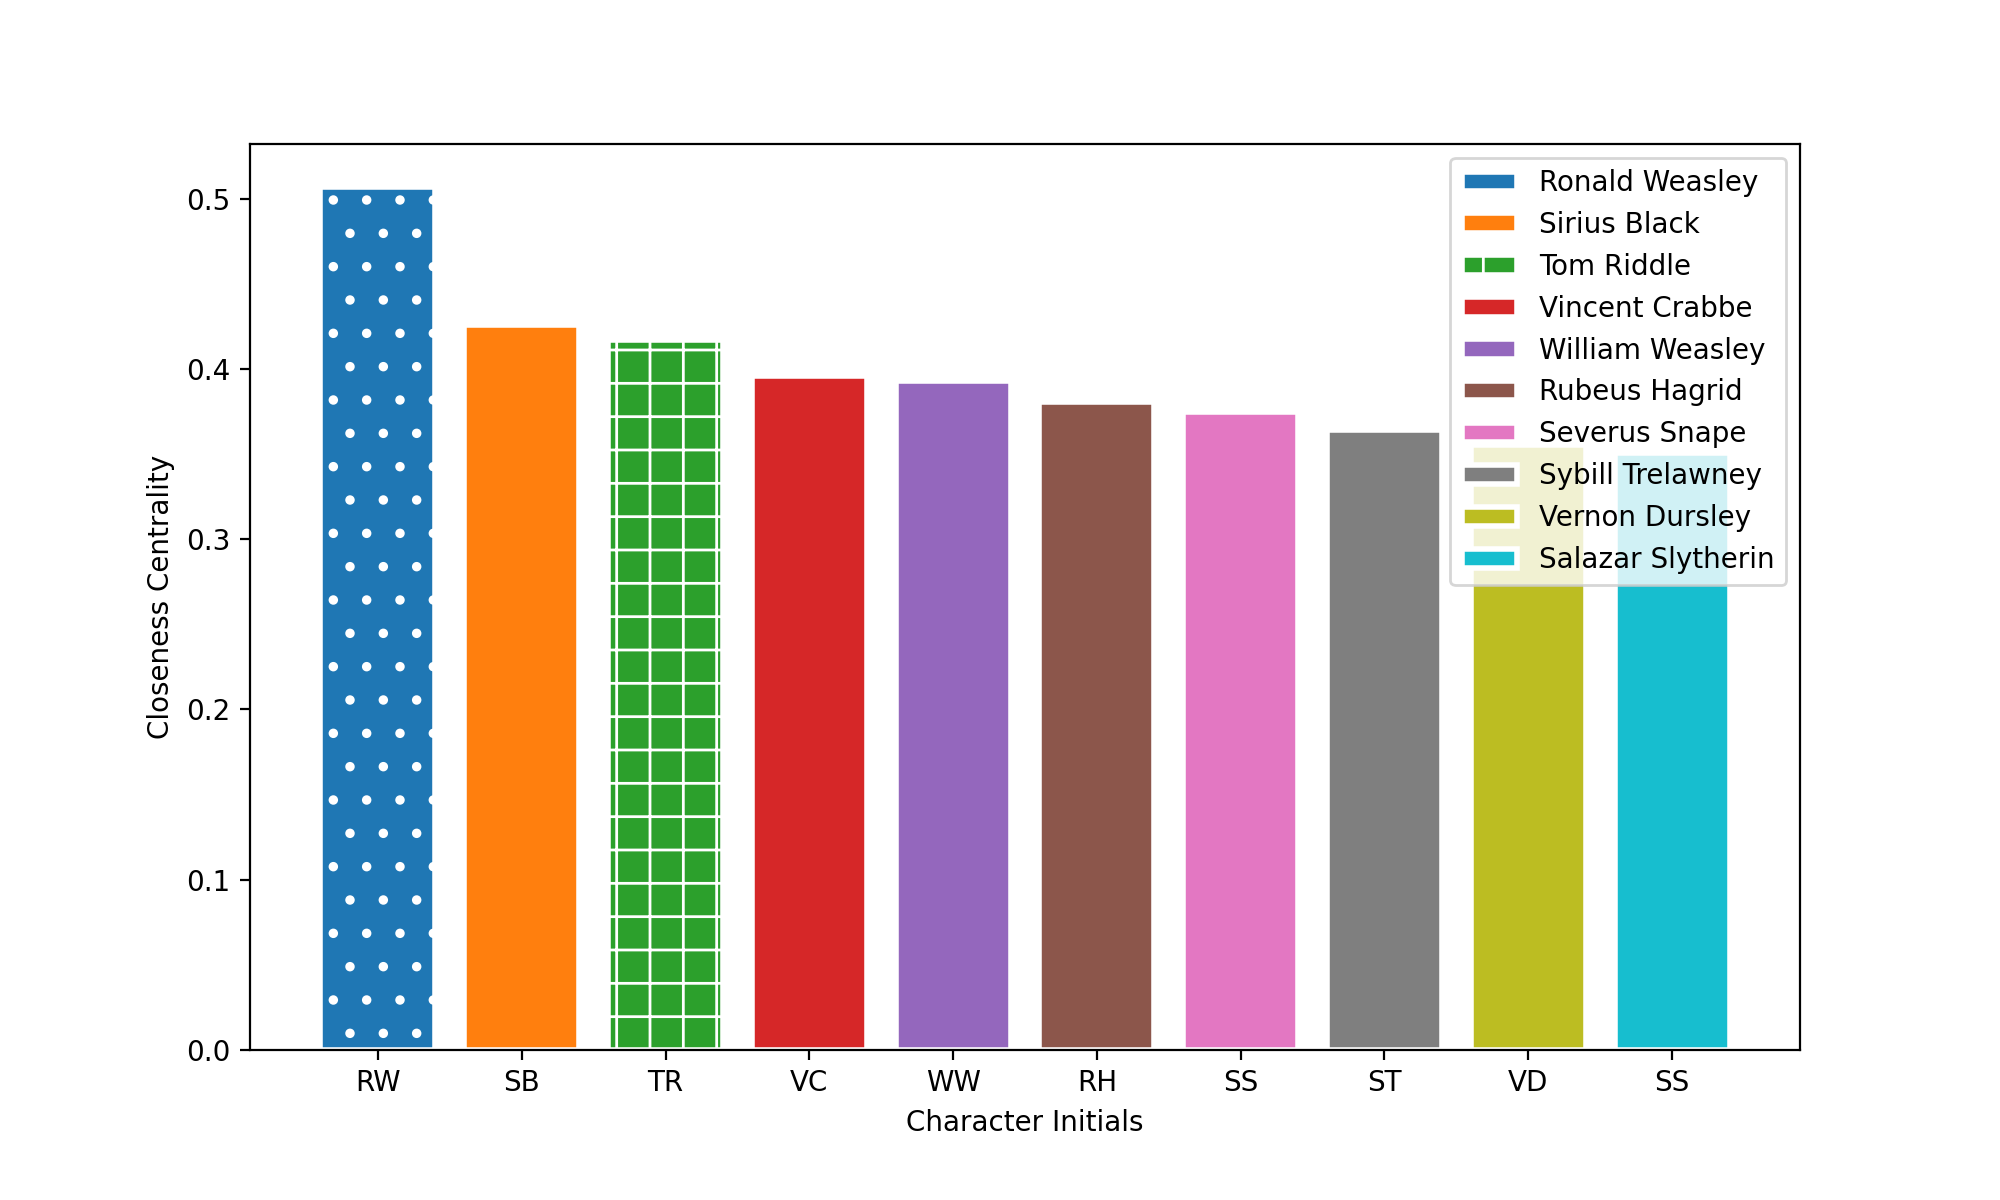 0.5
0.4
0.3
0.2
0.1
0.0
Closeness Centrality
Ronald Weasley
Sirius Black
Tom Riddle
Vincent Crabbe
William Weasley
Rubeus Hagrid
Severus Snape
Sybill Trelawney
Vernon Dursley
Salazar Slytherin
RW SB TR VC WW RH SS ST VD SS
Character Initials